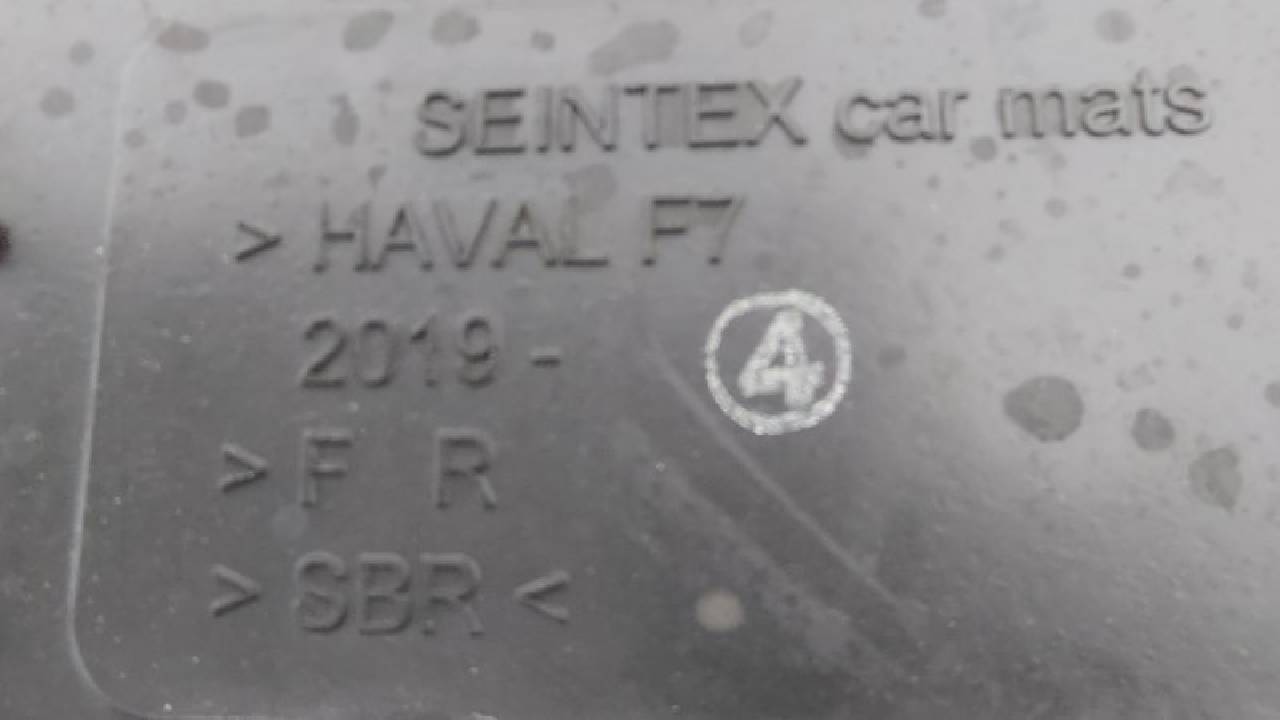 SEINTEX car mats
> HAVAL F7
2019 -
4
> F R
> SBR <